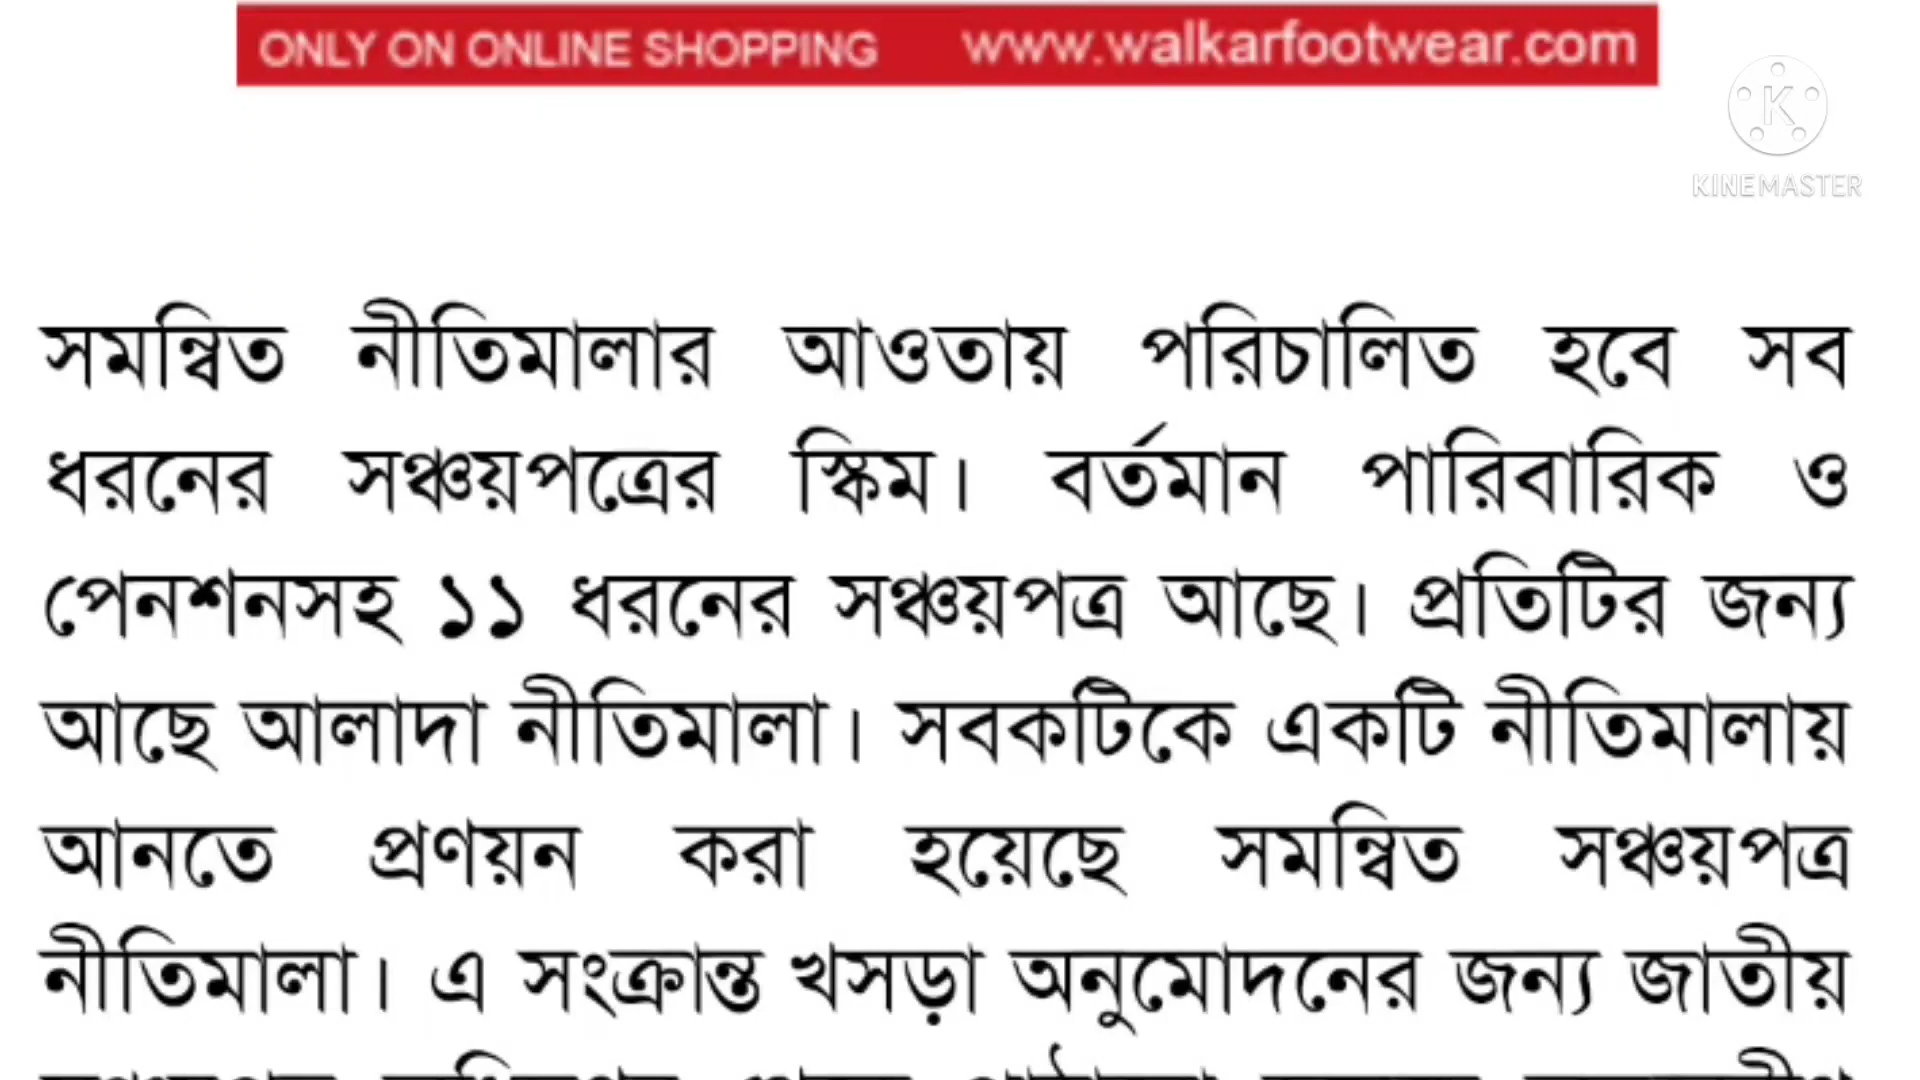 ONLY ON ONLINE SHOPPING www.walkarfootwear.com
KINEMASTER
সমন্বিত নীতিমালার আওতায় পরিচালিত হবে সব
ধরনের সঞ্চয়পত্রের স্কিম। বর্তমান পারিবারিক ও
পেনশনসহ ১১ ধরনের সঞ্চয়পত্র আছে। প্রতিটির জন্য
আছে আলাদা নীতিমালা। সবকটিকে একটি নীতিমালায়
আনতে প্রণয়ন করা হয়েছে সমন্বিত সঞ্চয়পত্র
নীতিমালা। এ সংক্রান্ত খসড়া অনুমোদনের জন্য জাতীয়